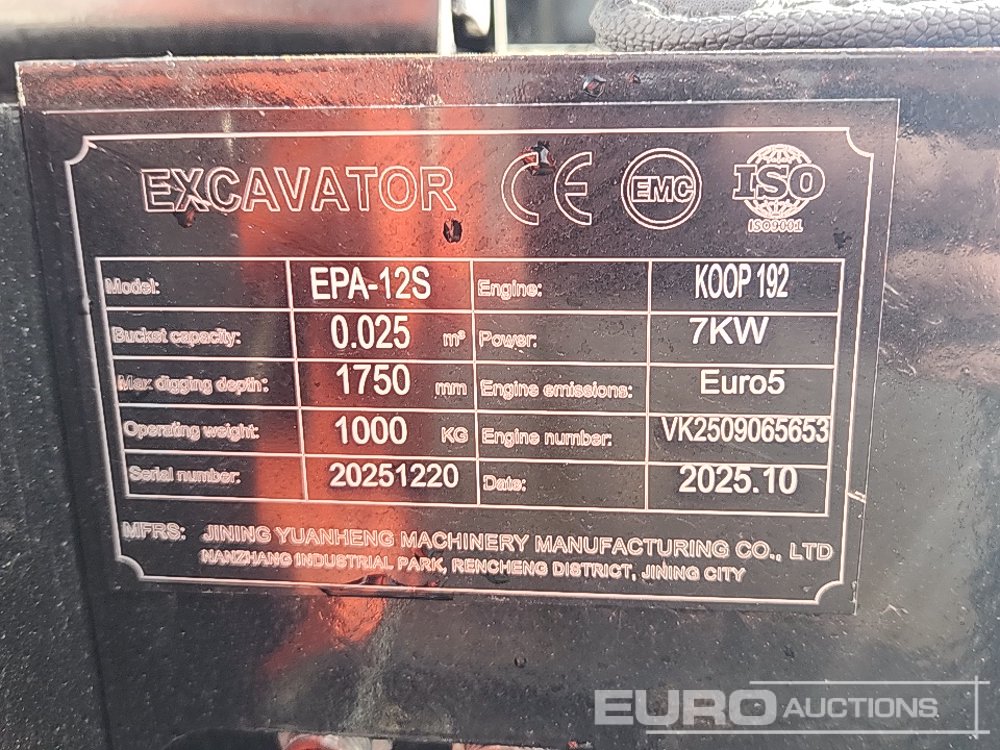 EXCAVATOR CE EMC ISO
ISO9001
Model: EPA-12S Engine: KOOP 192
Bucket capacity: 0.025 m³ Power: 7KW
Max digging depth: 1750 mm Engine emissions: Euro5
Operating weight: 1000 KG Engine number: VK2509065653
Serial number: 20251220 Date: 2025.10
MFRS: JINING YUANHENG MACHINERY MANUFACTURING CO., LTD
NANZHANG INDUSTRIAL PARK, RENCHENG DISTRICT, JINING CITY
EURO AUCTIONS